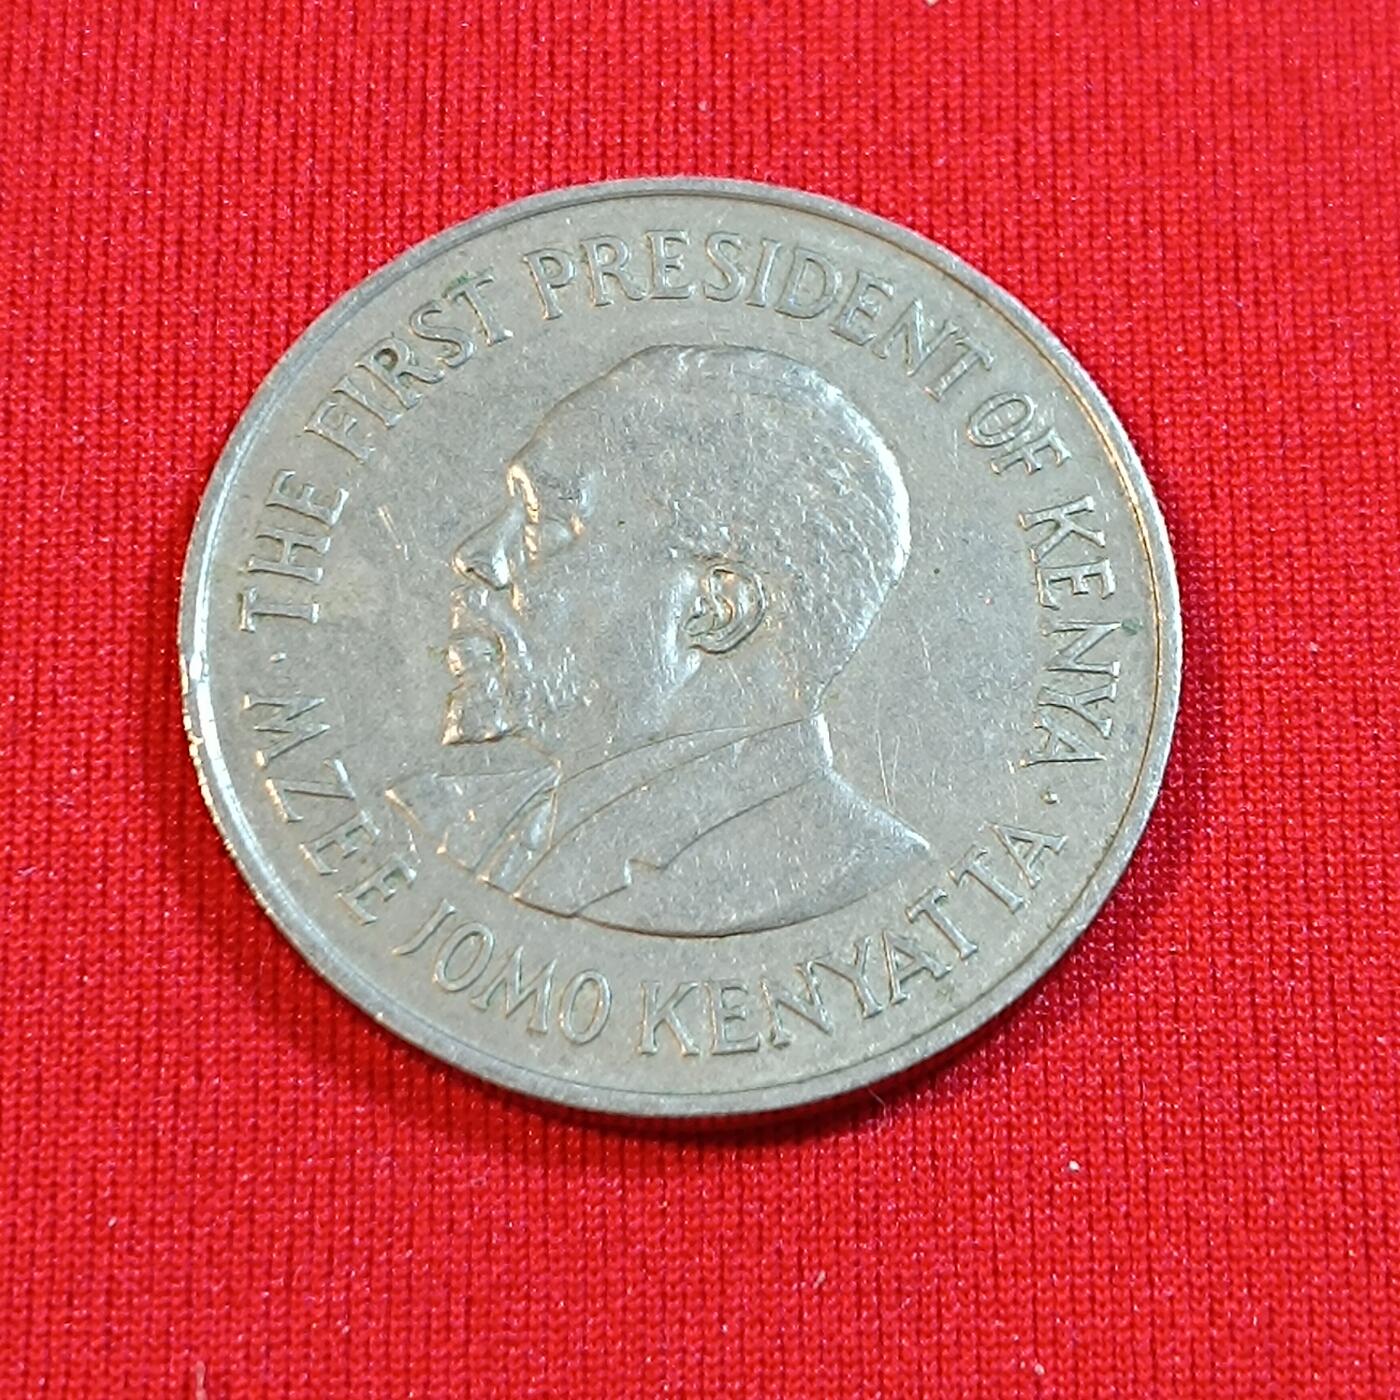 THE FIRST PRESIDENT OF KENYA ·
MZEE JOMO KENYATTA ·